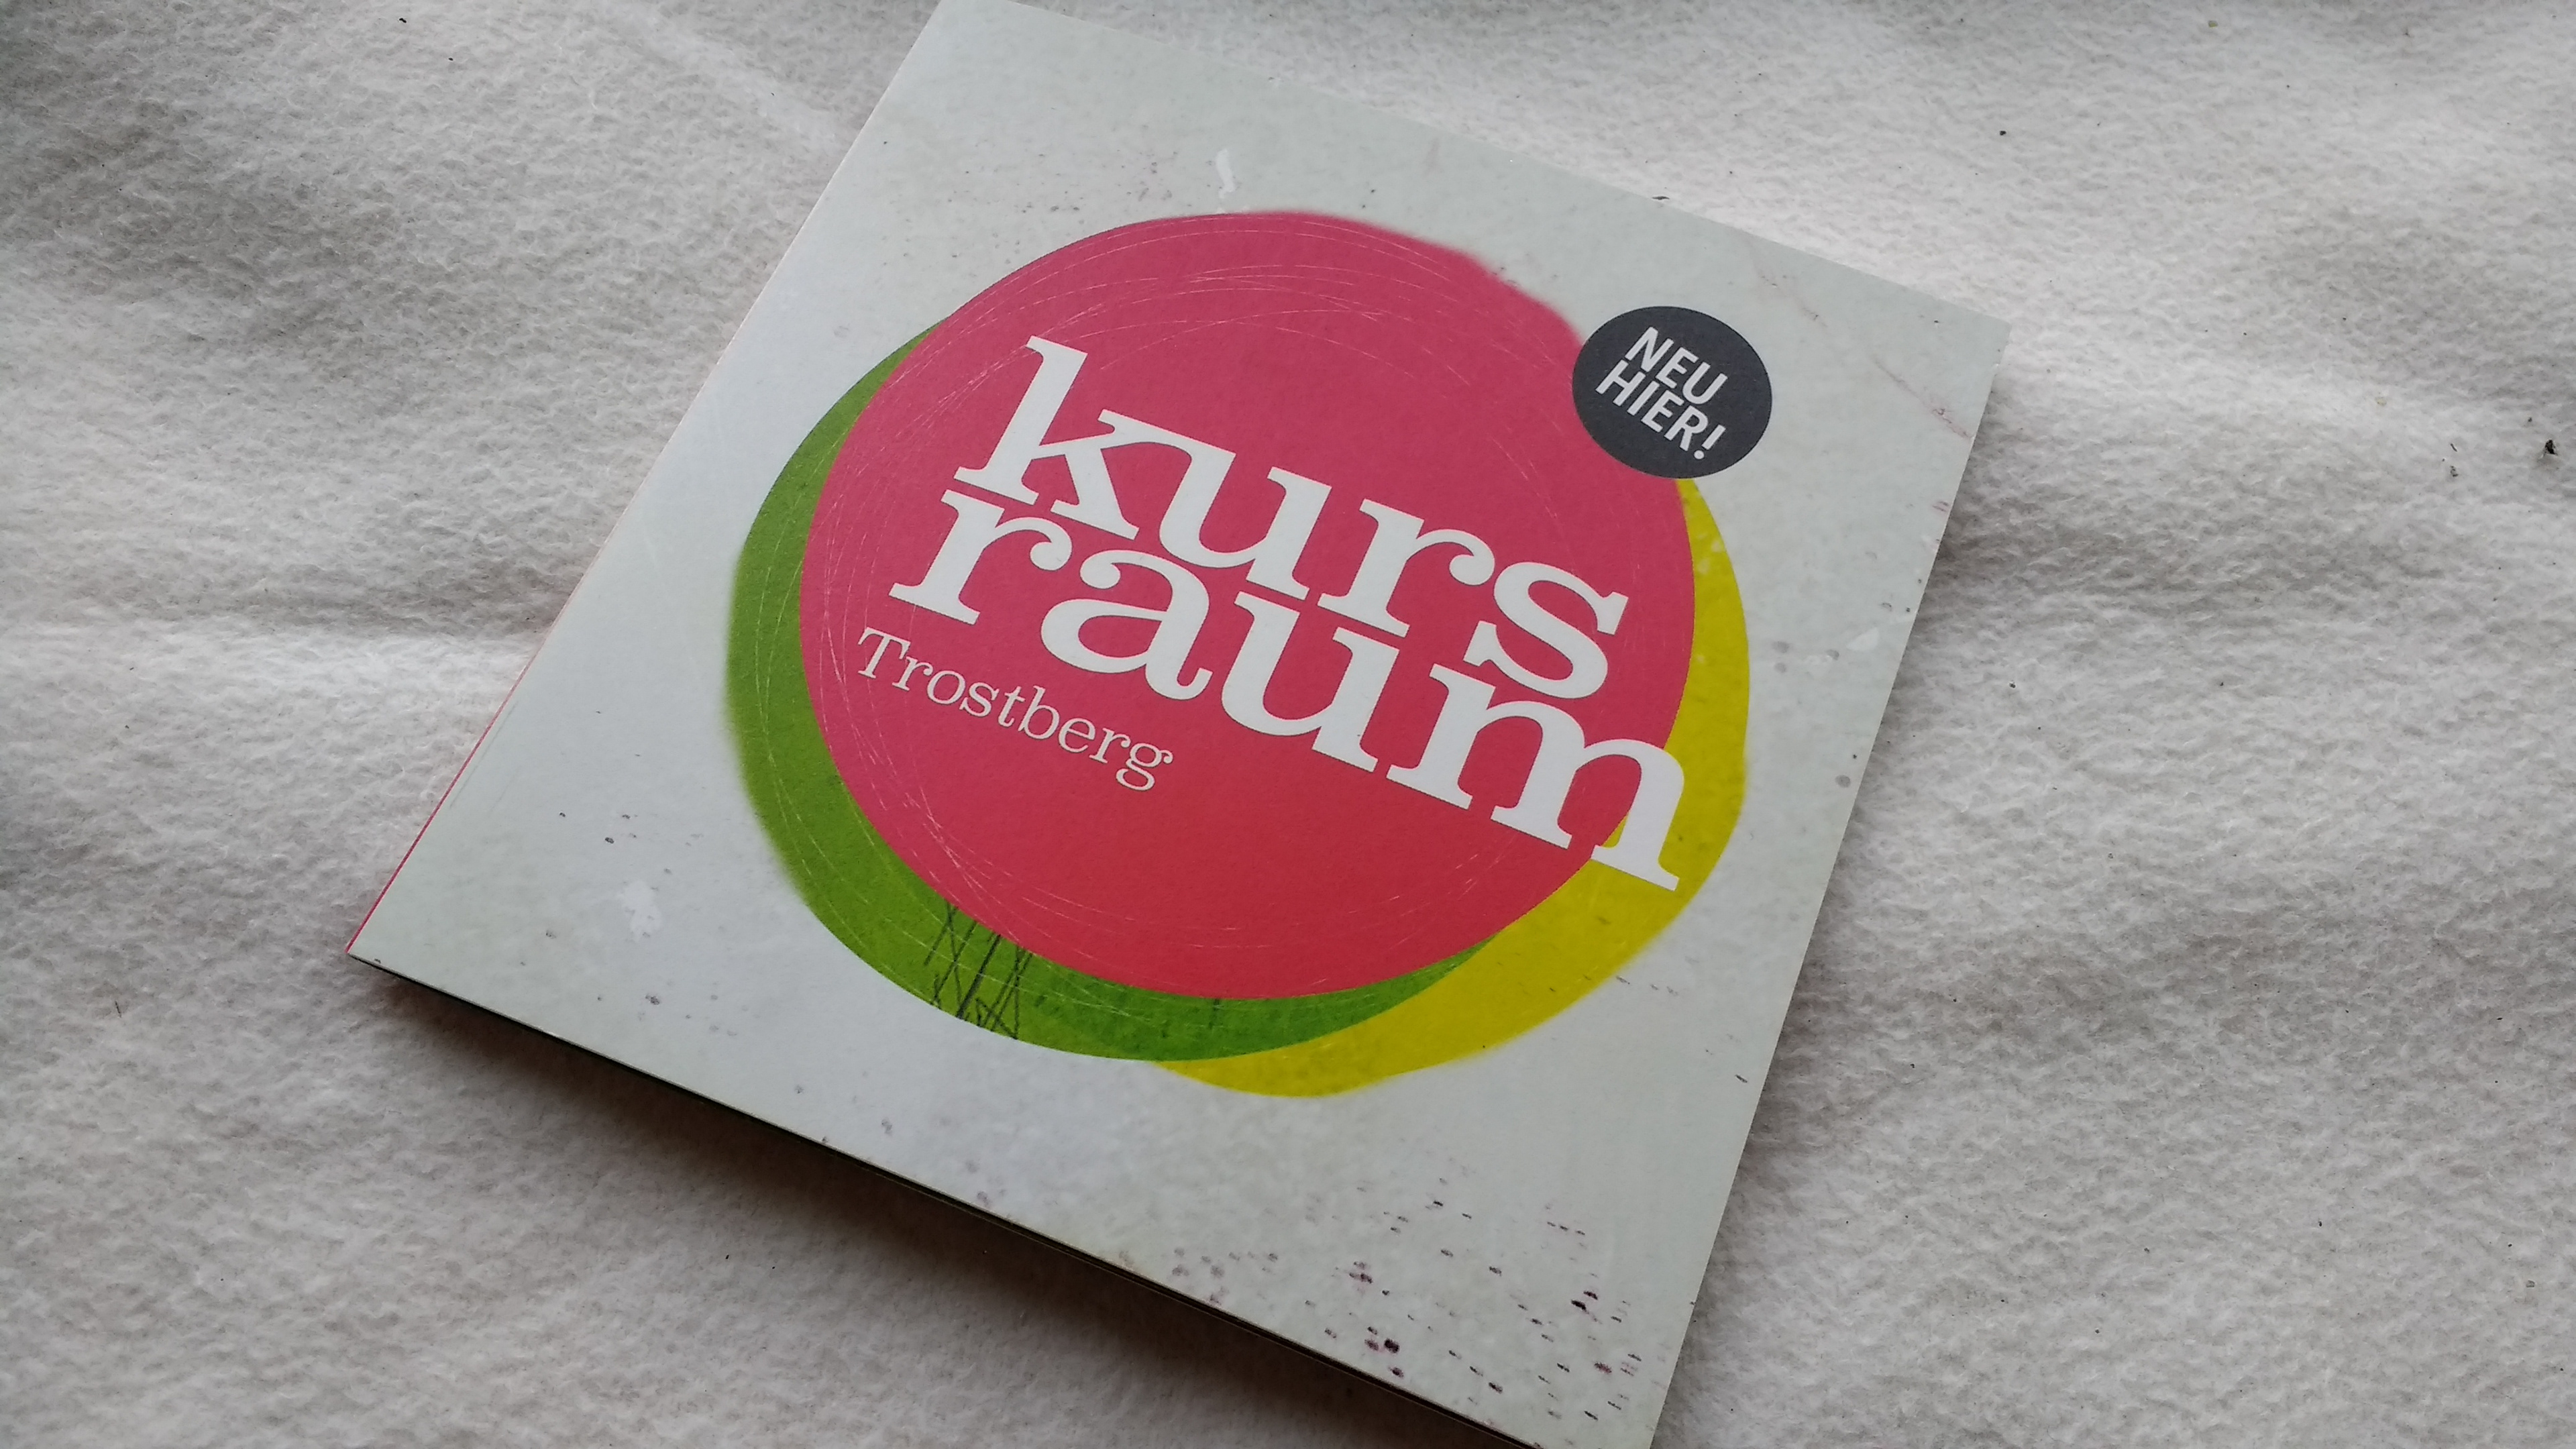 NEU
HIER!
kurs
raum
Trostberg